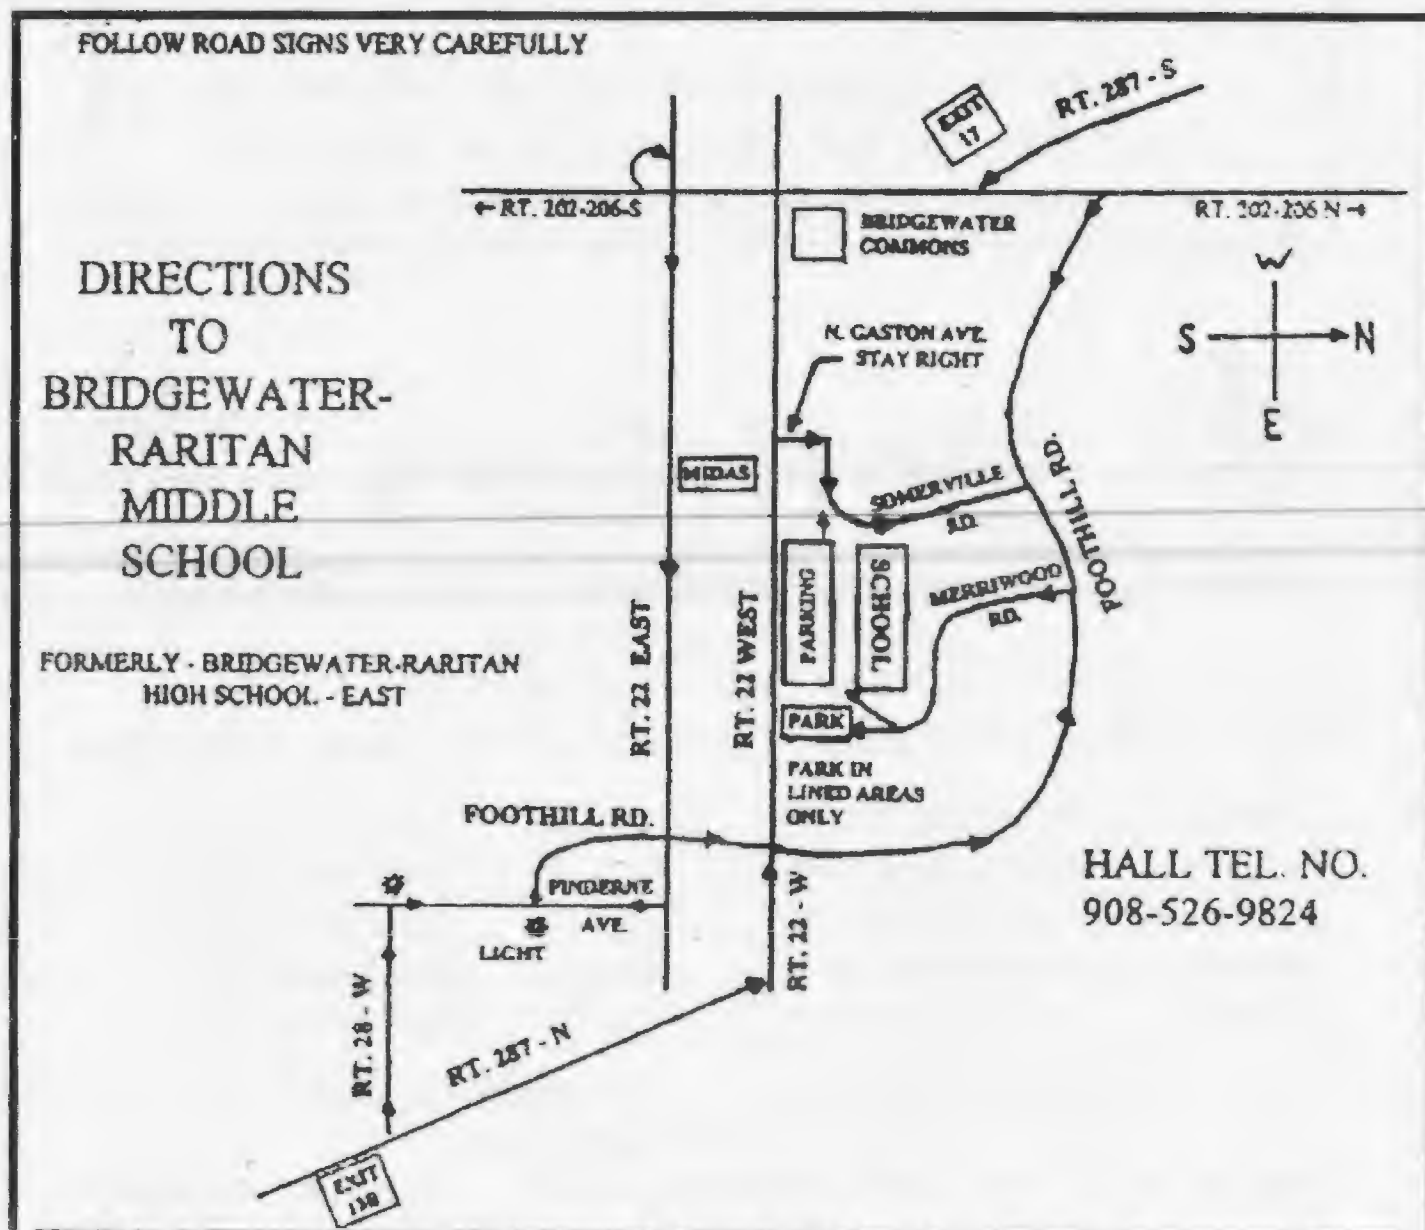 FOLLOW ROAD SIGNS VERY CAREFULLY
EXIT
17
RT. 287 - S
← RT. 202-206-S
RT. 202-206 N →
BRIDGEWATER
COMMONS
DIRECTIONS
TO
BRIDGEWATER-
RARITAN
MIDDLE
SCHOOL
W
S
N
E
N. GASTON AVE.
STAY RIGHT
MIDAS
SOMERVILLE
RD.
FOOTHILL RD.
PARKING
SCHOOL
MERRIWOOD
RD.
FORMERLY - BRIDGEWATER-RARITAN
HIGH SCHOOL - EAST
RT. 22 EAST
RT. 22 WEST
PARK
PARK IN
LINED AREAS
ONLY
FOOTHILL RD.
HALL TEL. NO.
908-526-9824
FINDERNE
AVE.
LIGHT
RT. 22 - W
RT. 28 - W
RT. 287 - N
EXIT